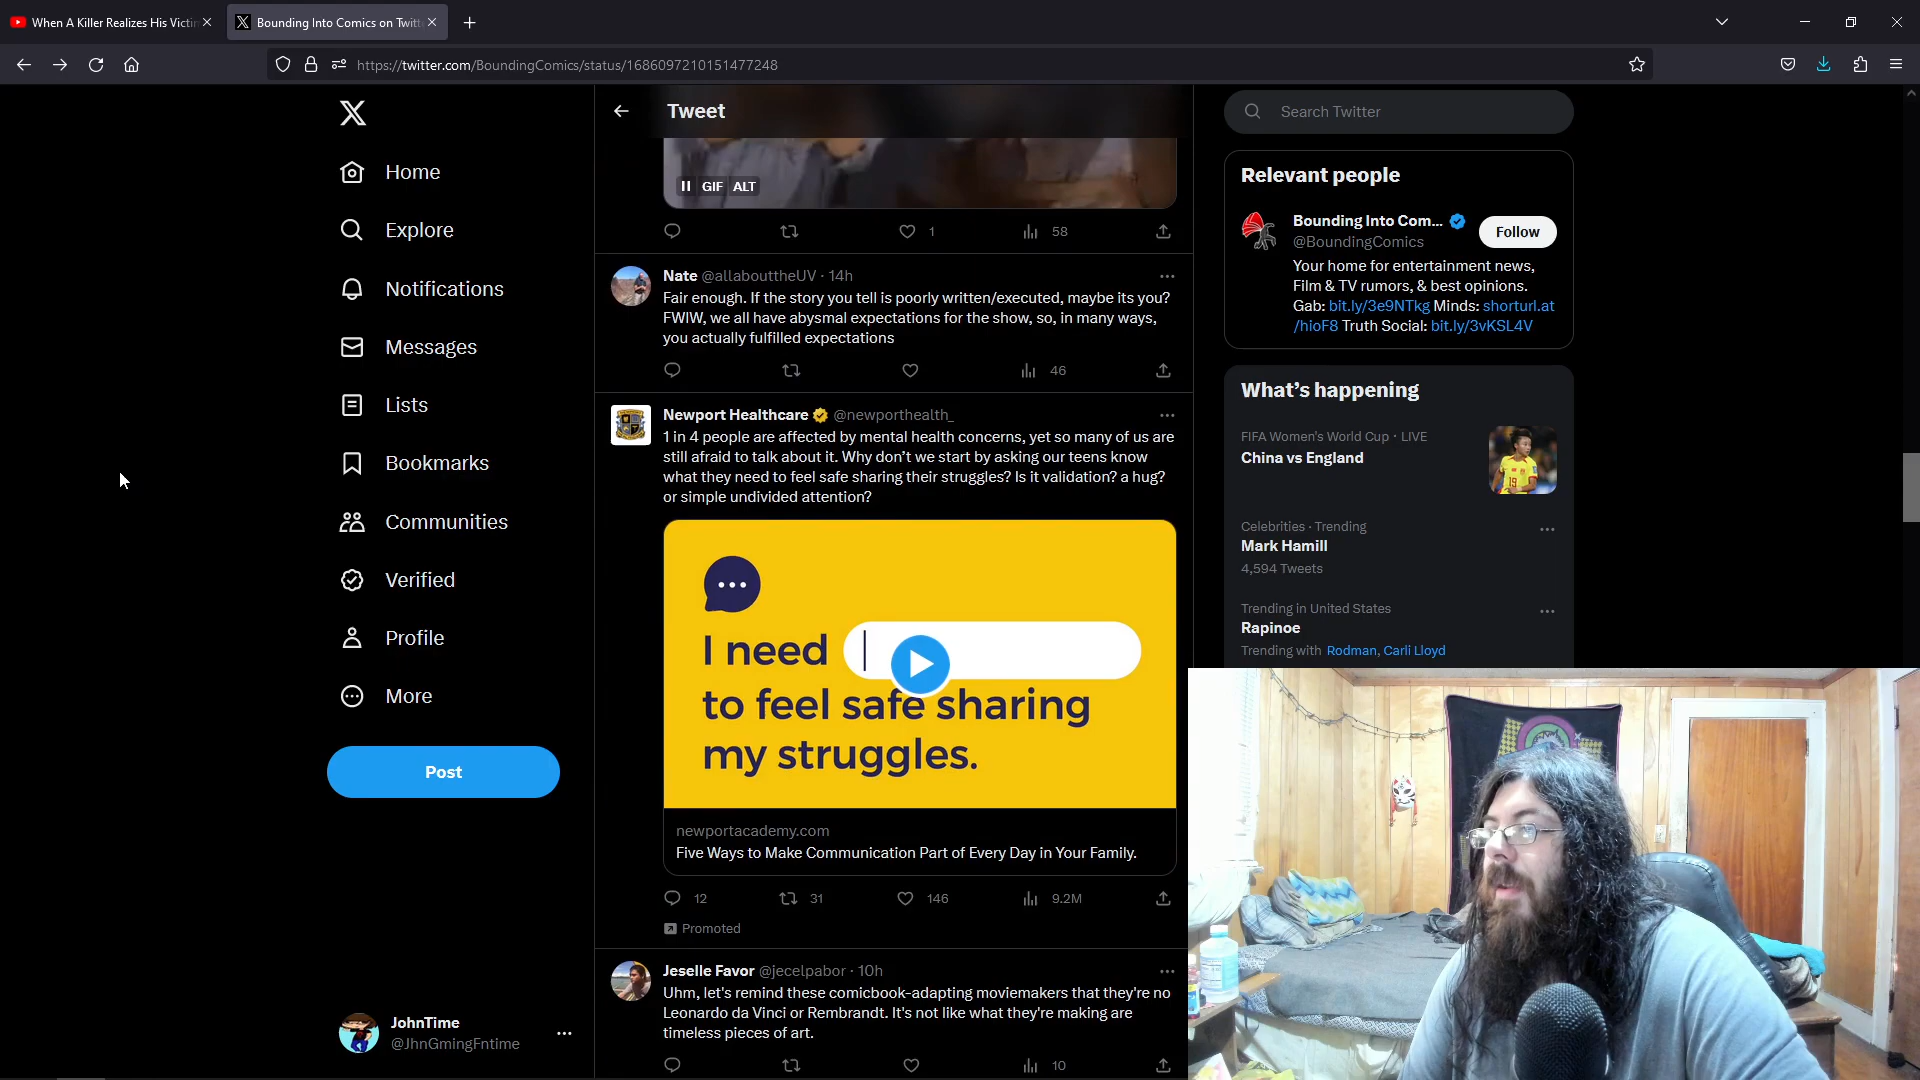 When A Killer Realizes His Victi
Bounding Into Comics on Twitt
https://twitter.com/BoundingComics/status/1686097210151477248
Home
Explore
Notifications
Messages
Lists
Bookmarks
Communities
Verified
Profile
More
Post
JohnTime
@JhnGmingFntime
Tweet
GIF ALT
1
58
Nate @allabouttheUV · 14h
Fair enough. If the story you tell is poorly written/executed, maybe its you?
FWIW, we all have abysmal expectations for the show, so, in many ways,
you actually fulfilled expectations
46
Newport Healthcare @newporthealth_
1 in 4 people are affected by mental health concerns, yet so many of us are
still afraid to talk about it. Why don’t we start by asking our teens know
what they need to feel safe sharing their struggles? Is it validation? a hug?
or simple undivided attention?
I need
to feel safe sharing
my struggles.
newportacademy.com
Five Ways to Make Communication Part of Every Day in Your Family.
12
31
146
9.2M
Promoted
Jeselle Favor @jecelpabor · 10h
Uhm, let's remind these comicbook-adapting moviemakers that they're no
Leonardo da Vinci or Rembrandt. It's not like what they're making are
timeless pieces of art.
10
Search Twitter
Relevant people
Bounding Into Com...
@BoundingComics
Follow
Your home for entertainment news,
Film & TV rumors, & best opinions.
Gab: bit.ly/3e9NTkg Minds: shorturl.at
/hioF8 Truth Social: bit.ly/3vKSL4V
What’s happening
FIFA Women's World Cup · LIVE
China vs England
Celebrities · Trending
Mark Hamill
4,594 Tweets
Trending in United States
Rapinoe
Trending with Rodman, Carli Lloyd